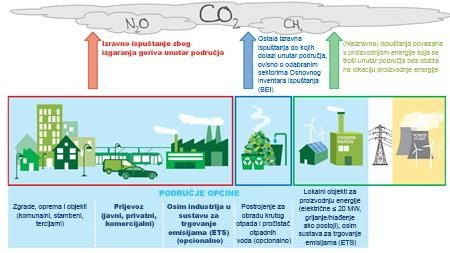 N₂O CO₂ CH₄
Izravno ispuštanje zbog
izgaranja goriva unutar područja
Ostala Izravna
ispuštanja do kojih
dolazi unutar područja,
ovisno o odabranim
sektorima Osnovnog
Inventara Ispuštanja
(BEI)
(Neizravna) ispuštanja povezana
s proizvodnjom energije koja se
troši unutar područja bez obzira
na lokaciju proizvodnje energije
COGENE-
RATION
POWER
PLANT
PODRUČJE OPĆINE
Zgrade, oprema i objekti
(komunalni, stambeni,
tercijarni)
Prijevoz
(javni, privatni,
komercijalni)
Osim industrija u
sustavu za
trgovanje
emisijama (ETS)
(opcionalno)
Postrojenje za
obradu krutog
otpada i pročistač
otpadnih
voda (opcionalno)
Lokalni objekti za
proizvodnju energije
(električne ≤ 20 MW,
grijanje/hlađenje
ako postoji), osim
sustava za trgovanje
emisijama (ETS)